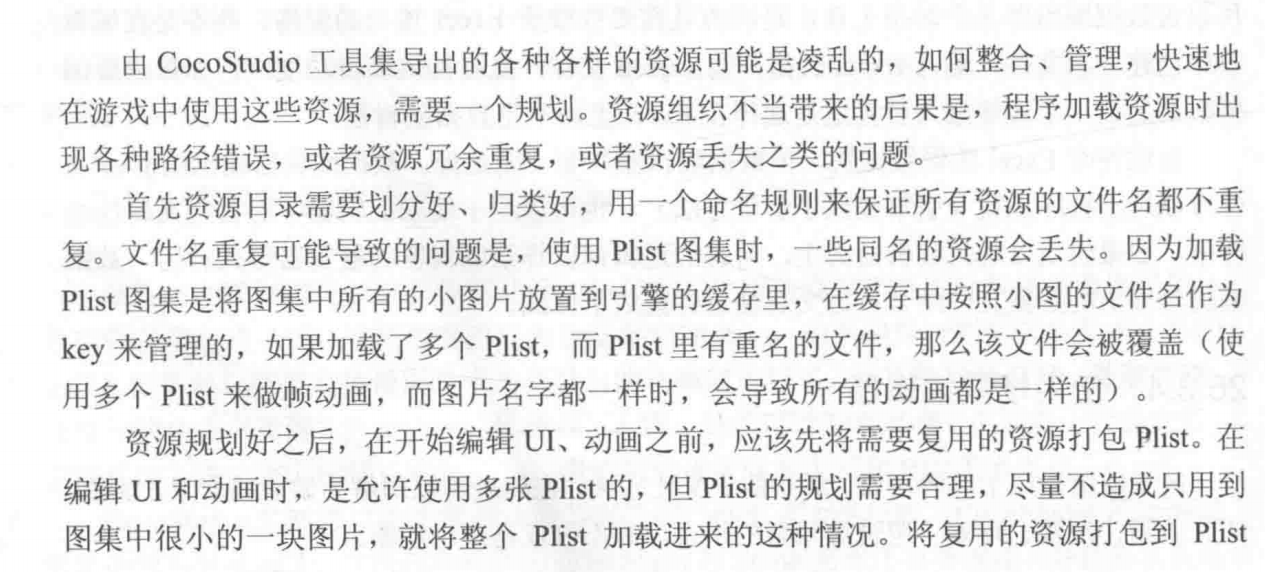 由 CocoStudio 工具集导出的各种各样的资源可能是凌乱的，如何整合、管理，快速地
在游戏中使用这些资源，需要一个规划。资源组织不当带来的后果是，程序加载资源时出
现各种路径错误，或者资源冗余重复，或者资源丢失之类的问题。
首先资源目录需要划分好，归类好，用一个命名规则来保证所有资源的文件名都不重
复。文件名重复可能导致的问题是，使用 Plist 图集时，一些同名的资源会丢失。因为加载
Plist 图集是将图集中所有的小图片放置到引擎的缓存里，在缓存中按照小图的文件名作为
key 来管理的，如果加载了多个 Plist，而 Plist 里有重名的文件，那么该文件会被覆盖（使
用多个 Plist 来做帧动画，而图片名字都一样时，会导致所有的动画都是一样的）。
资源规划好之后，在开始编辑 UI、动画之前，应该先将需要复用的资源打包 Plist。在
编辑 UI 和动画时，是允许使用多张 Plist 的，但 Plist 的规划需要合理，尽量不造成只用到
图集中很小的一块图片，就将整个 Plist 加载进来的这种情况。将复用的资源打包到 Plist